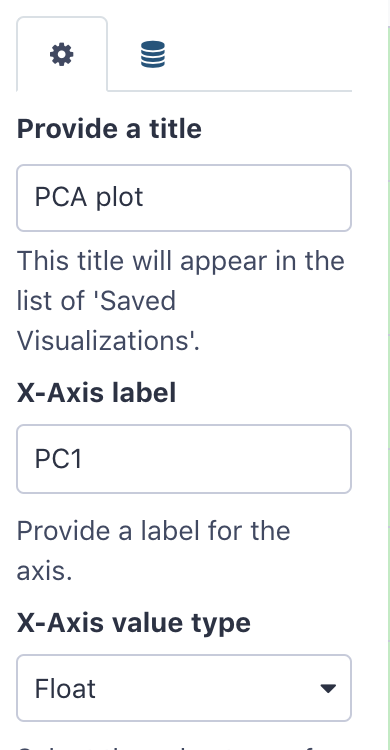 Provide a title
PCA plot
This title will appear in the
list of 'Saved
Visualizations'.
X-Axis label
PC1
Provide a label for the
axis.
X-Axis value type
Float